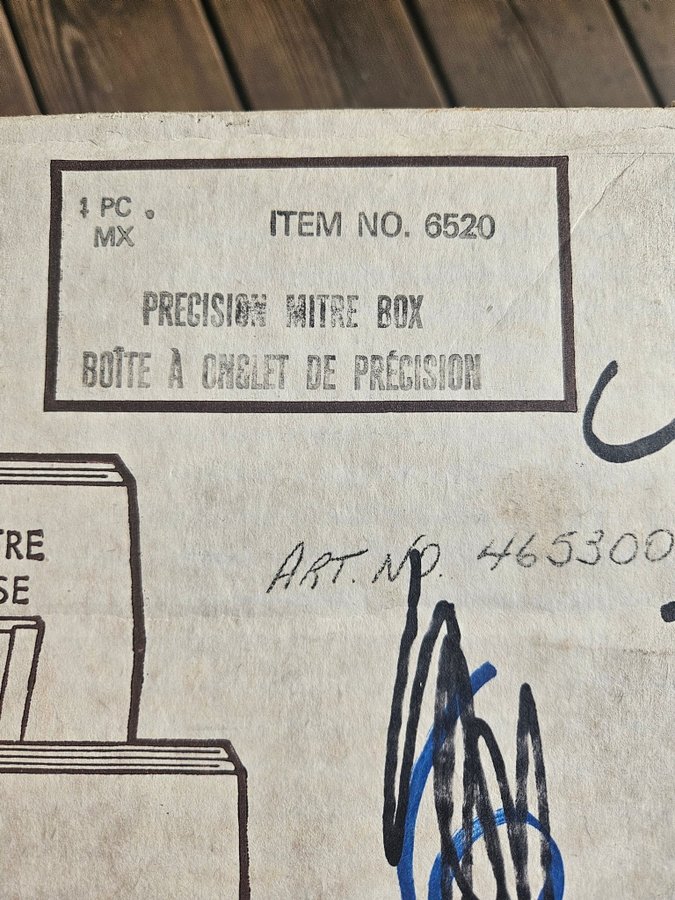 1 PC.
MX
ITEM NO. 6520
PRECISION MITRE BOX
BOÎTE À ONGLET DE PRÉCISION
TRE
SE
ART. NO. 465300